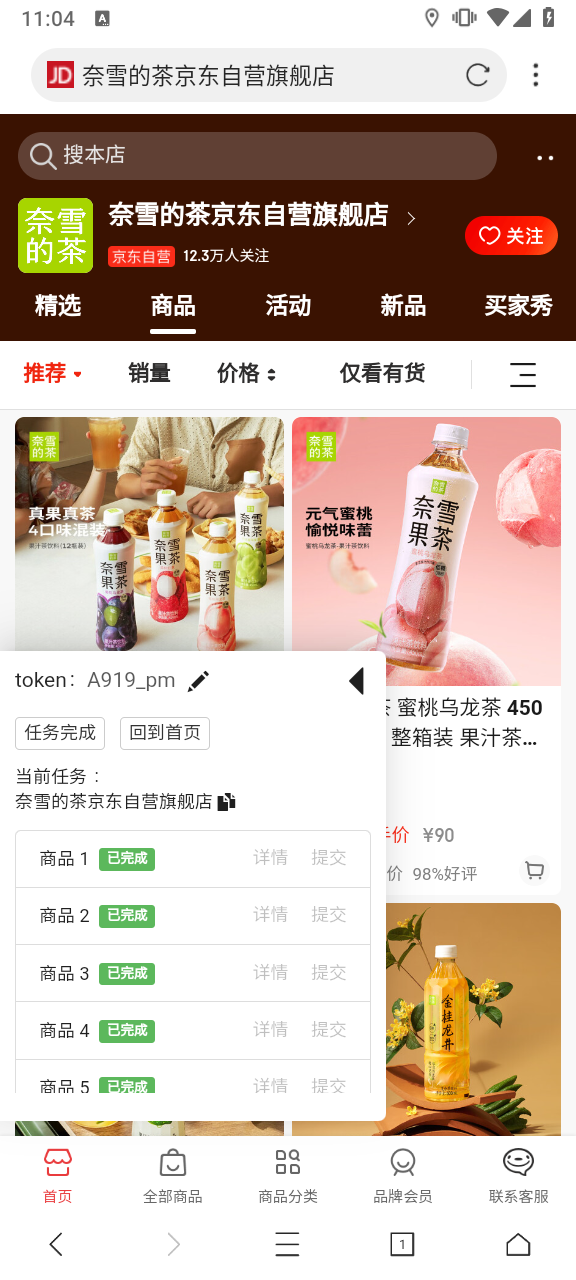 11:04
A
JD 奈雪的茶京东自营旗舰店
搜本店
奈雪的茶
奈雪的茶京东自营旗舰店
京东自营 12.3万人关注
关注
精选 商品 活动 新品 买家秀
推荐 销量 价格 仅看有货
奈雪的茶
真果真茶
4口味混装
果汁茶饮料(12瓶装)
奈雪的茶
元气蜜桃
愉悦味蕾
蜜桃乌龙茶-果汁茶饮料
奈雪果茶
奈雪果茶
奈雪果茶
奈雪果茶
奈雪果茶
token: A919_pm
任务完成 回到首页
当前任务：
奈雪的茶京东自营旗舰店
商品 1 已完成 详情 提交
商品 2 已完成 详情 提交
商品 3 已完成 详情 提交
商品 4 已完成 详情 提交
商品 5 已完成 详情 提交
茶 蜜桃乌龙茶 450
整箱装 果汁茶...
手价 ¥90
价 98%好评
金桂龙井
首页 全部商品 商品分类 品牌会员 联系客服
1